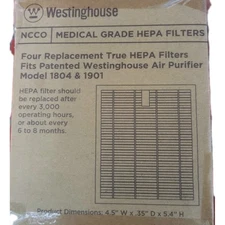 W Westinghouse
NCCO | MEDICAL GRADE HEPA FILTERS
Four Replacement True HEPA Filters
Fits Patented Westinghouse Air Purifier
Model 1804 & 1901
HEPA filter should
be replaced after
every 3,000
operating hours,
or about every
6 to 8 months.
Product Dimensions, 4.5" W x .35" D x 5.4" H